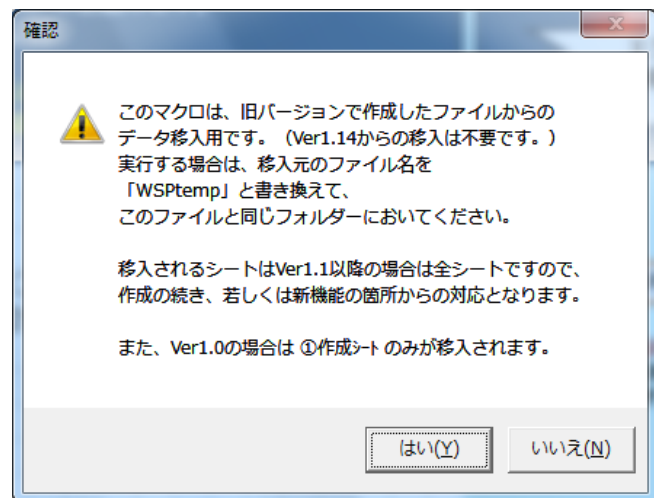 確認
このマクロは、旧バージョンで作成したファイルからの
データ移入用です。（Ver1.14からの移入は不要です。）
実行する場合は、移入元のファイル名を
「WSPtemp」と書き換えて、
このファイルと同じフォルダーにおいてください。
移入されるシートはVer1.1以降の場合は全シートですので、
作成の続き、若しくは新機能の箇所からの対応となります。
また、Ver1.0の場合は ①作成ｼｰﾄ のみが移入されます。
はい(Y)
いいえ(N)